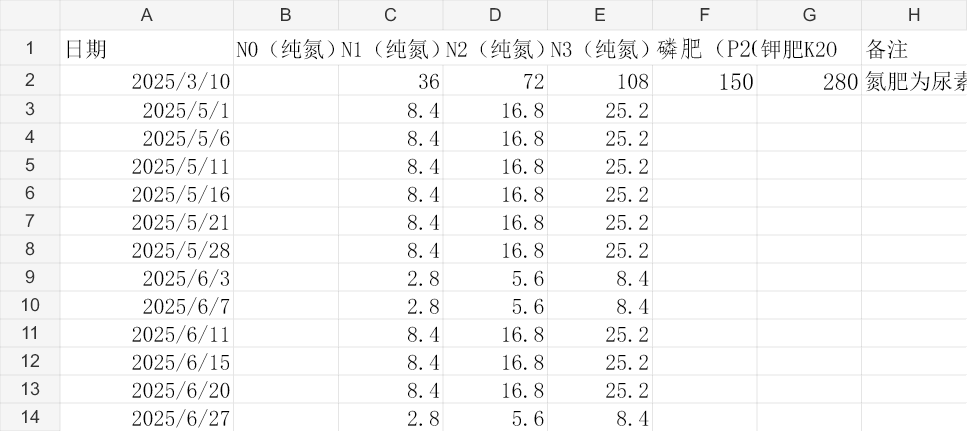 A B C D E F G H
1 日期 N0（纯氮） N1（纯氮） N2（纯氮） N3（纯氮） 磷肥（P2 钾肥K2O 备注
2 2025/3/10 36 72 108 150 280 氮肥为尿素
3 2025/5/1 8.4 16.8 25.2
4 2025/5/6 8.4 16.8 25.2
5 2025/5/11 8.4 16.8 25.2
6 2025/5/16 8.4 16.8 25.2
7 2025/5/21 8.4 16.8 25.2
8 2025/5/28 8.4 16.8 25.2
9 2025/6/3 2.8 5.6 8.4
10 2025/6/7 2.8 5.6 8.4
11 2025/6/11 8.4 16.8 25.2
12 2025/6/15 8.4 16.8 25.2
13 2025/6/20 8.4 16.8 25.2
14 2025/6/27 2.8 5.6 8.4